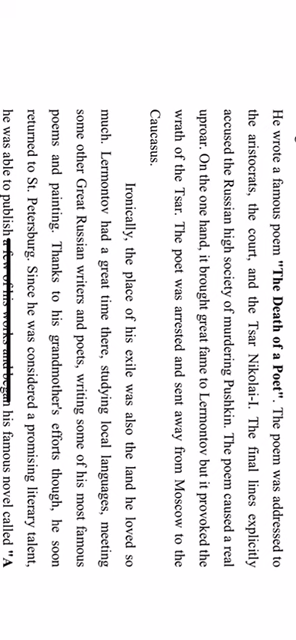 He wrote a famous poem "The Death of a Poet". The poem was addressed to
the aristocrats, the court, and the Tsar Nikolai-I. The final lines explicitly
accused the Russian high society of murdering Pushkin. The poem caused a real
uproar. On the one hand, it brought great fame to Lermontov but it provoked the
wrath of the Tsar. The poet was arrested and sent away from Moscow to the
Caucasus.
Ironically, the place of his exile was also the land he loved so
much. Lermontov had a great time there, studying local languages, meeting
some other Great Russian writers and poets, writing some of his most famous
poems and painting. Thanks to his grandmother's efforts though, he soon
returned to St. Petersburg. Since he was considered a promising literary talent,
he was able to publish a few of his works and began his famous novel called "A